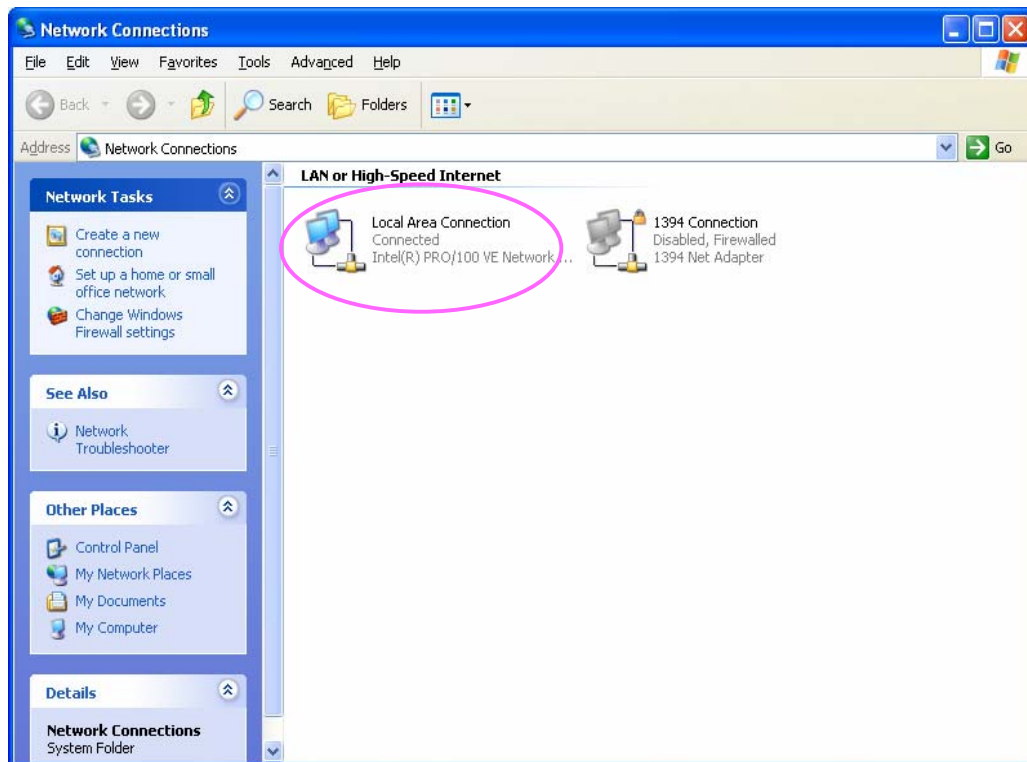 Network Connections
File Edit View Favorites Tools Advanced Help
Back Search Folders
Address Network Connections Go
Network Tasks
Create a new
connection
Set up a home or small
office network
Change Windows
Firewall settings
See Also
Network
Troubleshooter
Other Places
Control Panel
My Network Places
My Documents
My Computer
Details
Network Connections
System Folder
LAN or High-Speed Internet
Local Area Connection
Connected
Intel(R) PRO/100 VE Network ...
1394 Connection
Disabled, Firewalled
1394 Net Adapter